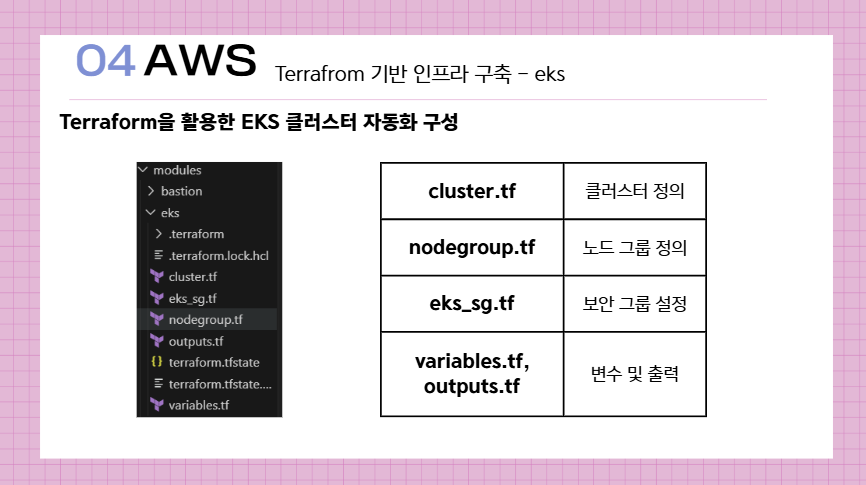 04 AWS Terrafrom 기반 인프라 구축 - eks
Terraform을 활용한 EKS 클러스터 자동화 구성
modules
bastion
eks
.terraform
.terraform.lock.hcl
cluster.tf
eks_sg.tf
nodegroup.tf
outputs.tf
terraform.tfstate
terraform.tfstate....
variables.tf
cluster.tf 클러스터 정의
nodegroup.tf 노드 그룹 정의
eks_sg.tf 보안 그룹 설정
variables.tf,
outputs.tf 변수 및 출력